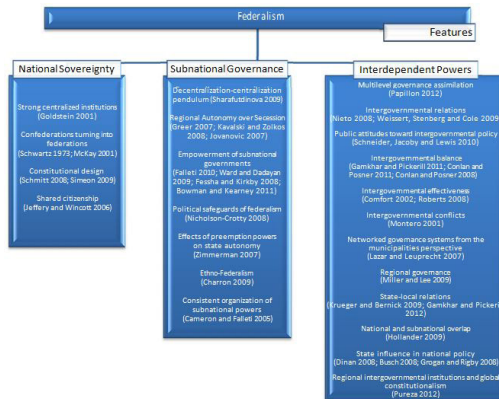 Federalism
Features
National Sovereignty
Strong centralized institutions
(Goldstein 2001)
Confederations turning into
federations
(Schwartz 1973; McKay 2001)
Constitutional design
(Schmitt 2008; Simeon 2009)
Shared citizenship
(Jeffery and Wincott 2006)
Subnational Governance
Decentralization-centralization
pendulum (Sharafutdinova 2009)
Regional Autonomy over Secession
(Greer 2007; Kavalski and Zolkos
2008; Jovanovic 2007)
Empowerment of subnational
governments
(Falleti 2010; Ward and Dadayan
2009; Fessha and Kirkby 2008;
Bowman and Kearney 2011)
Political safeguards of federalism
(Nicholson-Crotty 2008)
Effects of preemption powers
on state autonomy
(Zimmerman 2007)
Ethno-Federalism
(Charron 2009)
Consistent organization of
subnational powers
(Cameron and Falleti 2005)
Interdependent Powers
Multilevel governance assimilation
(Papillon 2012)
Intergovernmental relations
(Nieto 2008; Weissert, Stenberg and Cole 2009)
Public attitudes toward intergovernmental policy
(Schneider, Jacoby and Lewis 2010)
Intergovernmental balance
(Gamkhar and Pickerill 2011; Conlan and
Posner 2011; Conlan and Posner 2008)
Intergovernmental effectiveness
(Comfort 2002; Roberts 2008)
Intergovernmental conflicts
(Montero 2001)
Networked governance systems from the
municipalities perspective
(Lazar and Leuprecht 2007)
Regional governance
(Miller and Lee 2009)
State-local relations
(Krueger and Bernick 2009; Gamkhar and Pickeri
2012)
National and subnational overlap
(Hollander 2009)
State influence in national policy
(Dinan 2008; Busch 2008; Grogan and Rigby 2008)
Regional intergovernmental institutions and global
constitutionalism
(Pureza 2012)